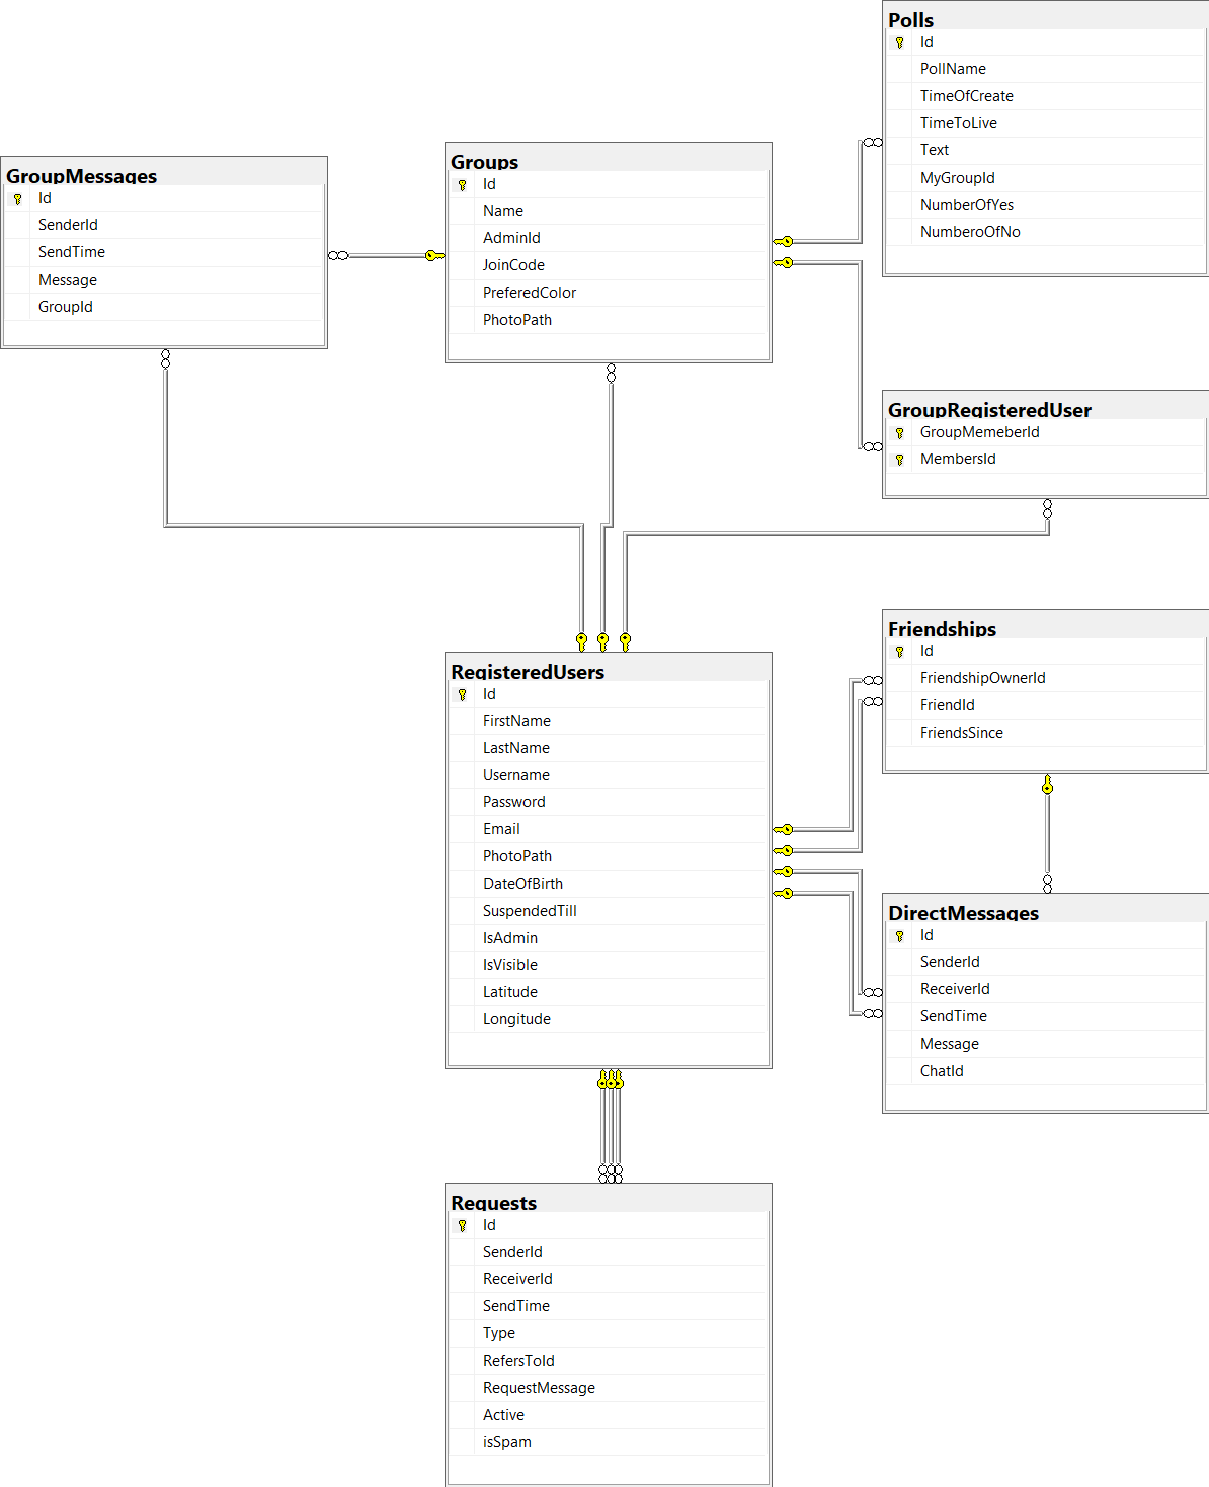 Polls
Id
PollName
TimeOfCreate
TimeToLive
Text
MyGroupId
NumberOfYes
NumberoOfNo
GroupMessages
Id
SenderId
SendTime
Message
GroupId
Groups
Id
Name
AdminId
JoinCode
PreferedColor
PhotoPath
GroupRegisteredUser
GroupMemeberId
MembersId
Friendships
Id
FriendshipOwnerId
FriendId
FriendsSince
RegisteredUsers
Id
FirstName
LastName
Username
Password
Email
PhotoPath
DateOfBirth
SuspendedTill
IsAdmin
IsVisible
Latitude
Longitude
DirectMessages
Id
SenderId
ReceiverId
SendTime
Message
ChatId
Requests
Id
SenderId
ReceiverId
SendTime
Type
RefersToId
RequestMessage
Active
isSpam